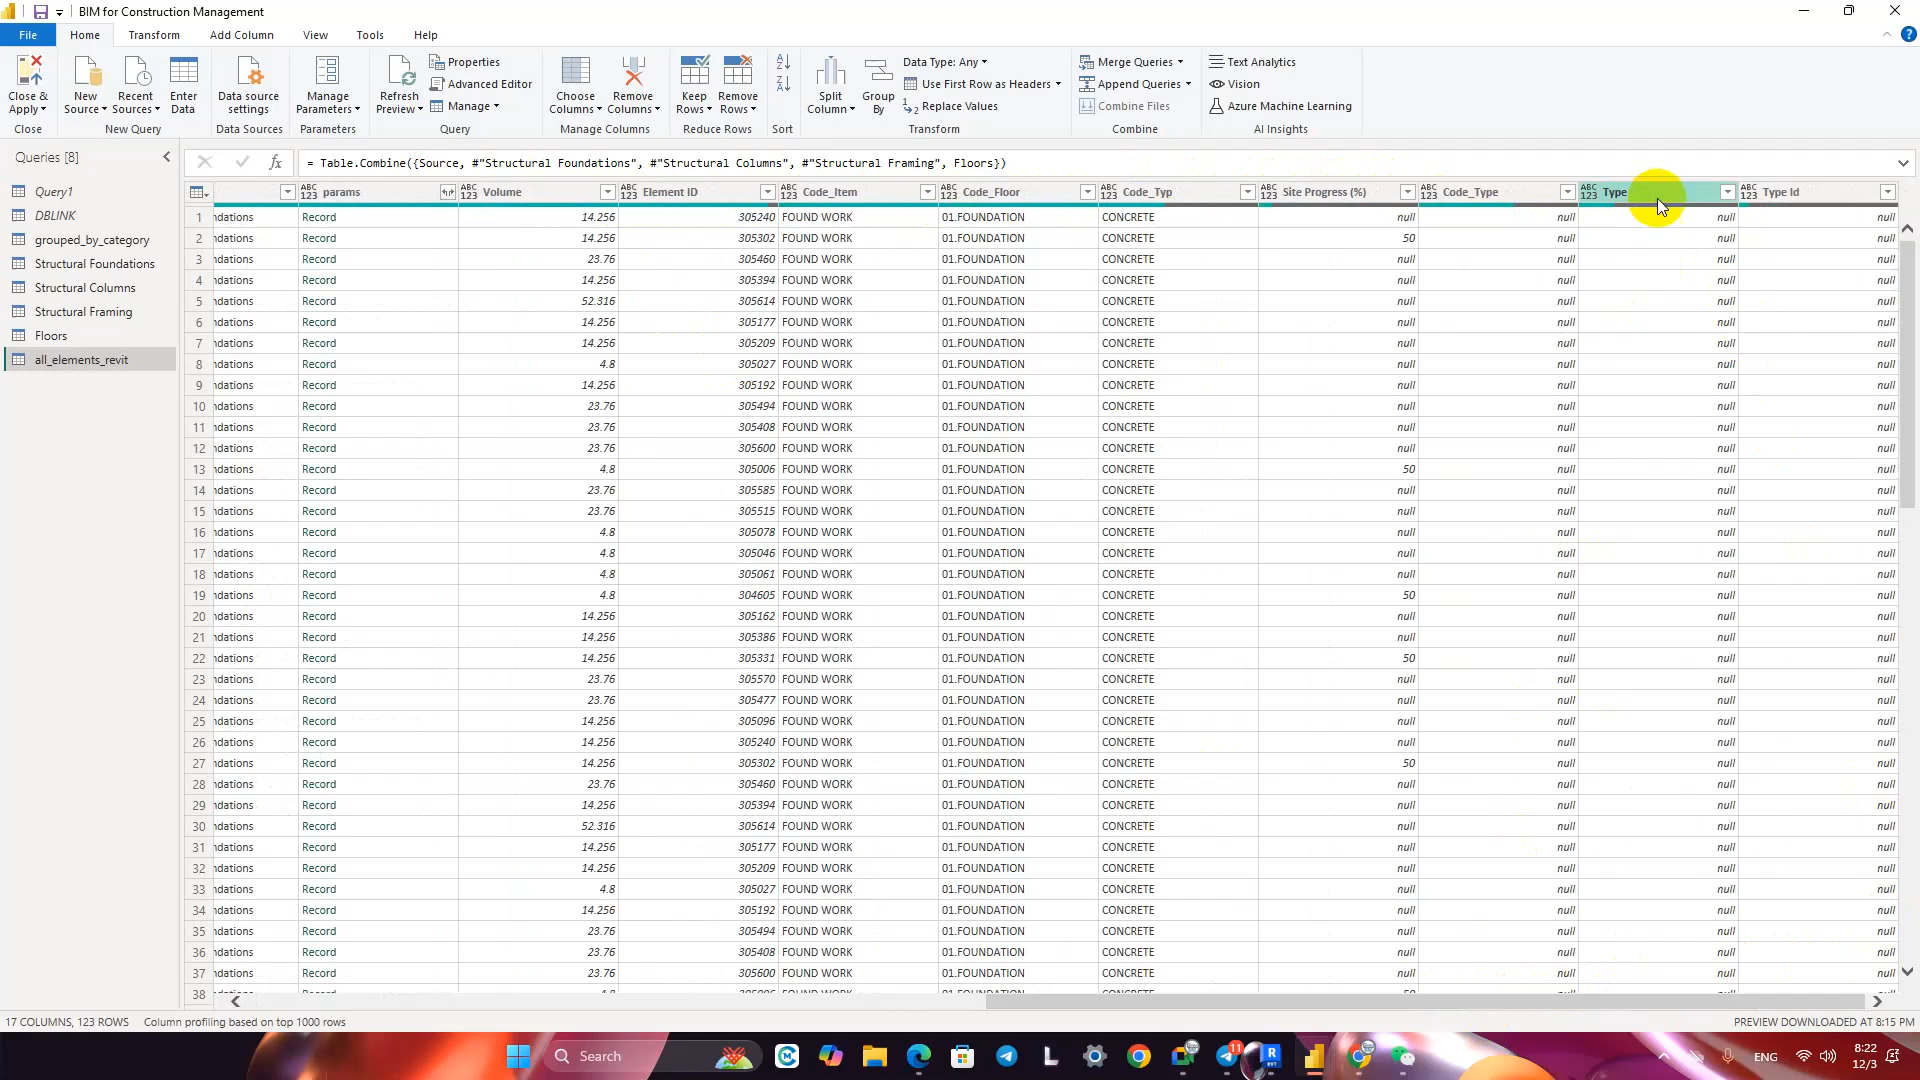 BIM for Construction Management
File Home Transform Add Column View Tools Help
Close & Apply
New Source
Recent Sources
Enter Data
Data source settings
Manage Parameters
Refresh Preview
Properties
Advanced Editor
Manage
Choose Columns
Remove Columns
Keep Rows
Remove Rows
Split Column
Group By
Data Type: Any
Use First Row as Headers
Replace Values
Merge Queries
Append Queries
Combine Files
Text Analytics
Vision
Azure Machine Learning
Close New Query Data Sources Parameters Query Manage Columns Reduce Rows Sort Transform Combine AI Insights
Queries [8]
Query1
DBLINK
grouped_by_category
Structural Foundations
Structural Columns
Structural Framing
Floors
all_elements_revit
fx = Table.Combine({Source, #"Structural Foundations", #"Structural Columns", #"Structural Framing", Floors})
ABC 123 params ABC 123 Volume ABC 123 Element ID ABC 123 Code_Item ABC 123 Code_Floor ABC 123 Code_Typ ABC 123 Site Progress (%) ABC 123 Code_Type ABC 123 Type ABC 123 Type Id
1 ndations Record 14.256 305240 FOUND WORK 01.FOUNDATION CONCRETE null null null null
2 ndations Record 14.256 305302 FOUND WORK 01.FOUNDATION CONCRETE 50 null null null
3 ndations Record 23.76 305460 FOUND WORK 01.FOUNDATION CONCRETE null null null null
4 ndations Record 14.256 305394 FOUND WORK 01.FOUNDATION CONCRETE null null null null
5 ndations Record 52.316 305614 FOUND WORK 01.FOUNDATION CONCRETE null null null null
6 ndations Record 14.256 305177 FOUND WORK 01.FOUNDATION CONCRETE null null null null
7 ndations Record 14.256 305209 FOUND WORK 01.FOUNDATION CONCRETE null null null null
8 ndations Record 4.8 305027 FOUND WORK 01.FOUNDATION CONCRETE null null null null
9 ndations Record 14.256 305192 FOUND WORK 01.FOUNDATION CONCRETE null null null null
10 ndations Record 23.76 305494 FOUND WORK 01.FOUNDATION CONCRETE null null null null
11 ndations Record 23.76 305408 FOUND WORK 01.FOUNDATION CONCRETE null null null null
12 ndations Record 23.76 305600 FOUND WORK 01.FOUNDATION CONCRETE null null null null
13 ndations Record 4.8 305006 FOUND WORK 01.FOUNDATION CONCRETE 50 null null null
14 ndations Record 23.76 305585 FOUND WORK 01.FOUNDATION CONCRETE null null null null
15 ndations Record 23.76 305515 FOUND WORK 01.FOUNDATION CONCRETE null null null null
16 ndations Record 4.8 305078 FOUND WORK 01.FOUNDATION CONCRETE null null null null
17 ndations Record 4.8 305046 FOUND WORK 01.FOUNDATION CONCRETE null null null null
18 ndations Record 4.8 305061 FOUND WORK 01.FOUNDATION CONCRETE null null null null
19 ndations Record 4.8 304605 FOUND WORK 01.FOUNDATION CONCRETE 50 null null null
20 ndations Record 14.256 305162 FOUND WORK 01.FOUNDATION CONCRETE null null null null
21 ndations Record 14.256 305386 FOUND WORK 01.FOUNDATION CONCRETE null null null null
22 ndations Record 14.256 305331 FOUND WORK 01.FOUNDATION CONCRETE 50 null null null
23 ndations Record 23.76 305570 FOUND WORK 01.FOUNDATION CONCRETE null null null null
24 ndations Record 23.76 305477 FOUND WORK 01.FOUNDATION CONCRETE null null null null
25 ndations Record 14.256 305096 FOUND WORK 01.FOUNDATION CONCRETE null null null null
26 ndations Record 14.256 305240 FOUND WORK 01.FOUNDATION CONCRETE null null null null
27 ndations Record 14.256 305302 FOUND WORK 01.FOUNDATION CONCRETE 50 null null null
28 ndations Record 23.76 305460 FOUND WORK 01.FOUNDATION CONCRETE null null null null
29 ndations Record 14.256 305394 FOUND WORK 01.FOUNDATION CONCRETE null null null null
30 ndations Record 52.316 305614 FOUND WORK 01.FOUNDATION CONCRETE null null null null
31 ndations Record 14.256 305177 FOUND WORK 01.FOUNDATION CONCRETE null null null null
32 ndations Record 14.256 305209 FOUND WORK 01.FOUNDATION CONCRETE null null null null
33 ndations Record 4.8 305027 FOUND WORK 01.FOUNDATION CONCRETE null null null null
34 ndations Record 14.256 305192 FOUND WORK 01.FOUNDATION CONCRETE null null null null
35 ndations Record 23.76 305494 FOUND WORK 01.FOUNDATION CONCRETE null null null null
36 ndations Record 23.76 305408 FOUND WORK 01.FOUNDATION CONCRETE null null null null
37 ndations Record 23.76 305600 FOUND WORK 01.FOUNDATION CONCRETE null null null null
38
17 COLUMNS, 123 ROWS Column profiling based on top 1000 rows PREVIEW DOWNLOADED AT 8:15 PM
Search 11 ENG 8:22
12/3